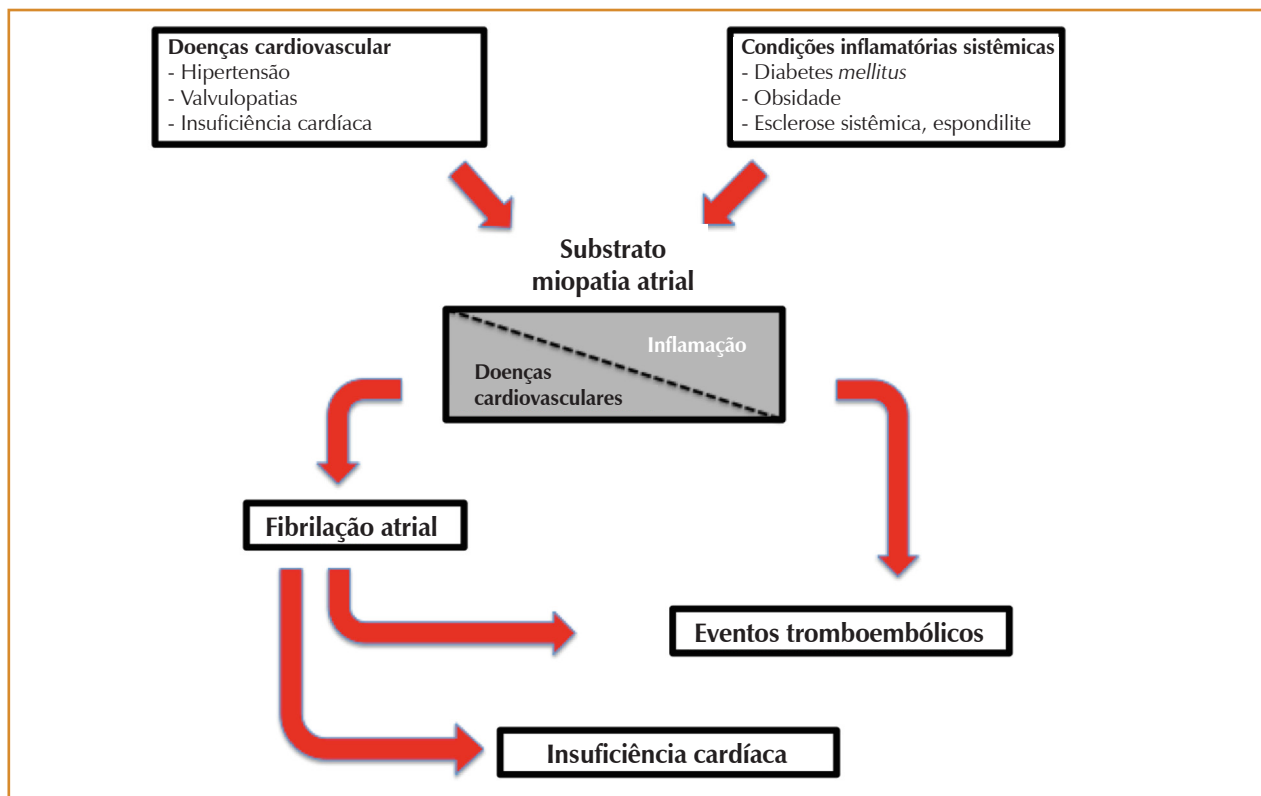 Doenças cardiovascular
- Hipertensão
- Valvulopatias
- Insuficiência cardíaca
Condições inflamatórias sistêmicas
- Diabetes mellitus
- Obsidade
- Esclerose sistêmica, espondilite
Substrato
miopatia atrial
Inflamação
Doenças
cardiovasculares
Fibrilação atrial
Eventos tromboembólicos
Insuficiência cardíaca